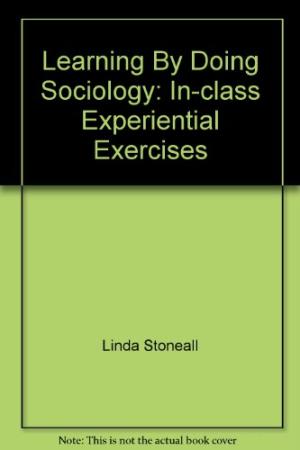 Learning By Doing
Sociology: In-class
Experiential
Exercises
Linda Stoneall
Note: This is not the actual book cover